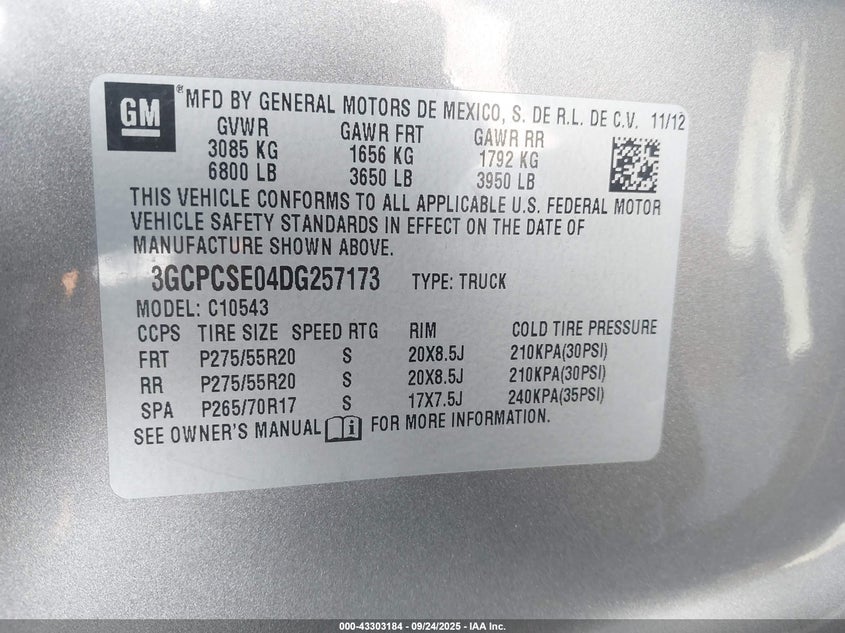 GM
® MFD BY GENERAL MOTORS DE MEXICO, S. DE R.L. DE C.V. 11/12
GVWR GAWR FRT GAWR RR
3085 KG 1656 KG 1792 KG
6800 LB 3650 LB 3950 LB
THIS VEHICLE CONFORMS TO ALL APPLICABLE U.S. FEDERAL MOTOR
VEHICLE SAFETY STANDARDS IN EFFECT ON THE DATE OF
MANUFACTURE SHOWN ABOVE.
3GCPCSE04DG257173 TYPE: TRUCK
MODEL: C10543
CCPS TIRE SIZE SPEED RTG RIM COLD TIRE PRESSURE
FRT P275/55R20 S 20X8.5J 210KPA(30PSI)
RR P275/55R20 S 20X8.5J 210KPA(30PSI)
SPA P265/70R17 S 17X7.5J 240KPA(35PSI)
SEE OWNER'S MANUAL i FOR MORE INFORMATION.
000-43303184 - 09/24/2025 - IAA Inc.